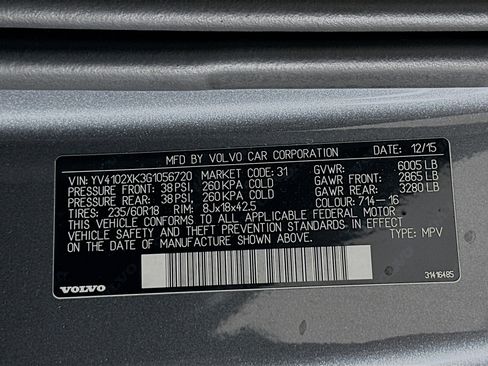 MFD BY VOLVO CAR CORPORATION DATE: 12/15
VIN: YV4102XK3G1056720 MARKET CODE: 31 GVWR: 6005 LB
PRESSURE FRONT: 38 PSI, 260 KPA COLD GAWR FRONT: 2865 LB
PRESSURE REAR: 38 PSI, 260 KPA COLD GAWR REAR: 3280 LB
TIRES: 235/60R18 RIM: 8Jx18x42.5 COLOUR: 714-16
THIS VEHICLE CONFORMS TO ALL APPLICABLE FEDERAL MOTOR
VEHICLE SAFETY AND THEFT PREVENTION STANDARDS IN EFFECT
ON THE DATE OF MANUFACTURE SHOWN ABOVE. TYPE: MPV
VOLVO 31416485